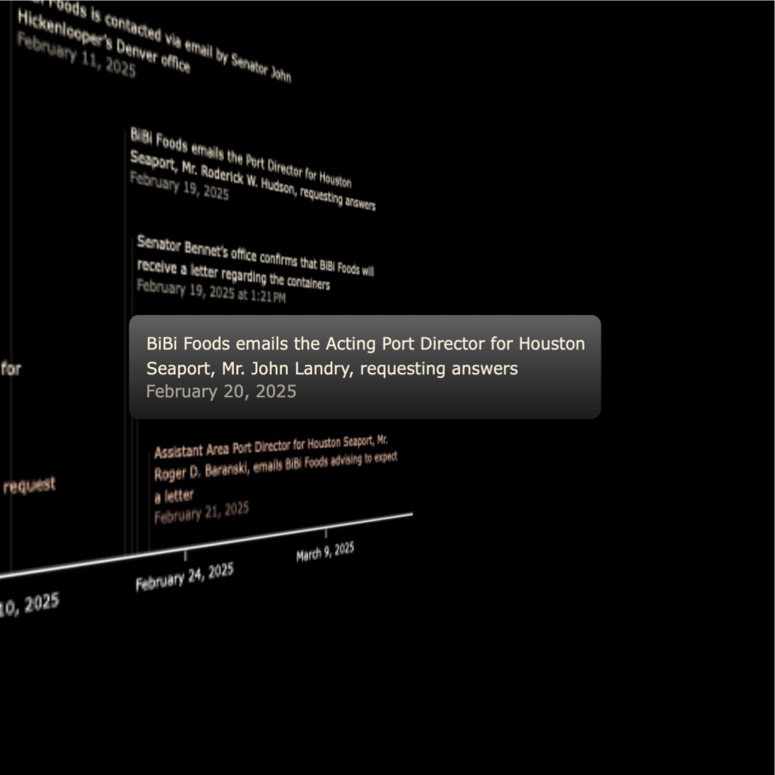 Foods is contacted via email by Senator John
Hickenlooper's Denver office
February 11, 2025
BiBi Foods emails the Port Director for Houston
Seaport, Mr. Roderick W. Hudson, requesting answers
February 19, 2025
Senator Bennet's office confirms that BiBi Foods will
receive a letter regarding the containers
February 19, 2025 at 1:21PM
BiBi Foods emails the Acting Port Director for Houston
Seaport, Mr. John Landry, requesting answers
February 20, 2025
for
Assistant Area Port Director for Houston Seaport, Mr.
Roger D. Baranski, emails BiBi Foods advising to expect
a letter
February 21, 2025
request
March 9, 2025
February 24, 2025
10, 2025